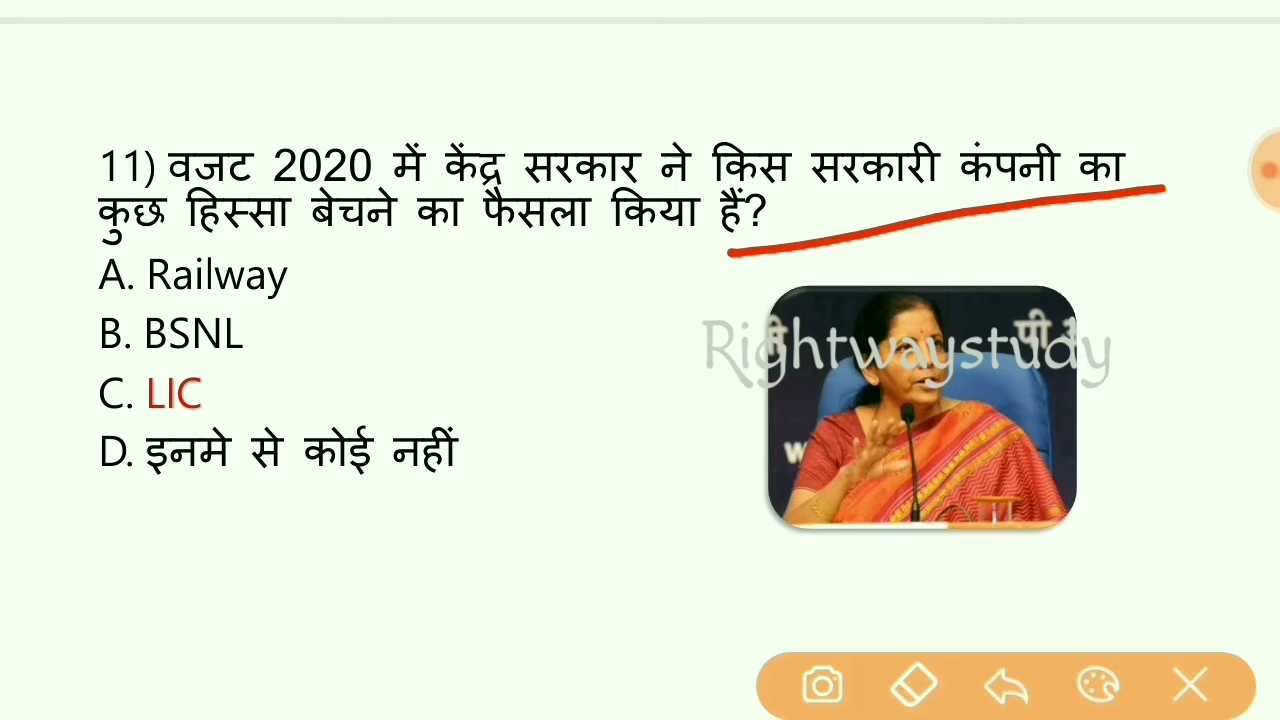 11) वजट 2020 में केंद्र सरकार ने किस सरकारी कंपनी का
कुछ हिस्सा बेचने का फैसला किया हैं?
A. Railway
B. BSNL
C. LIC
D. इनमे से कोई नहीं
Rightwaystudy
पी